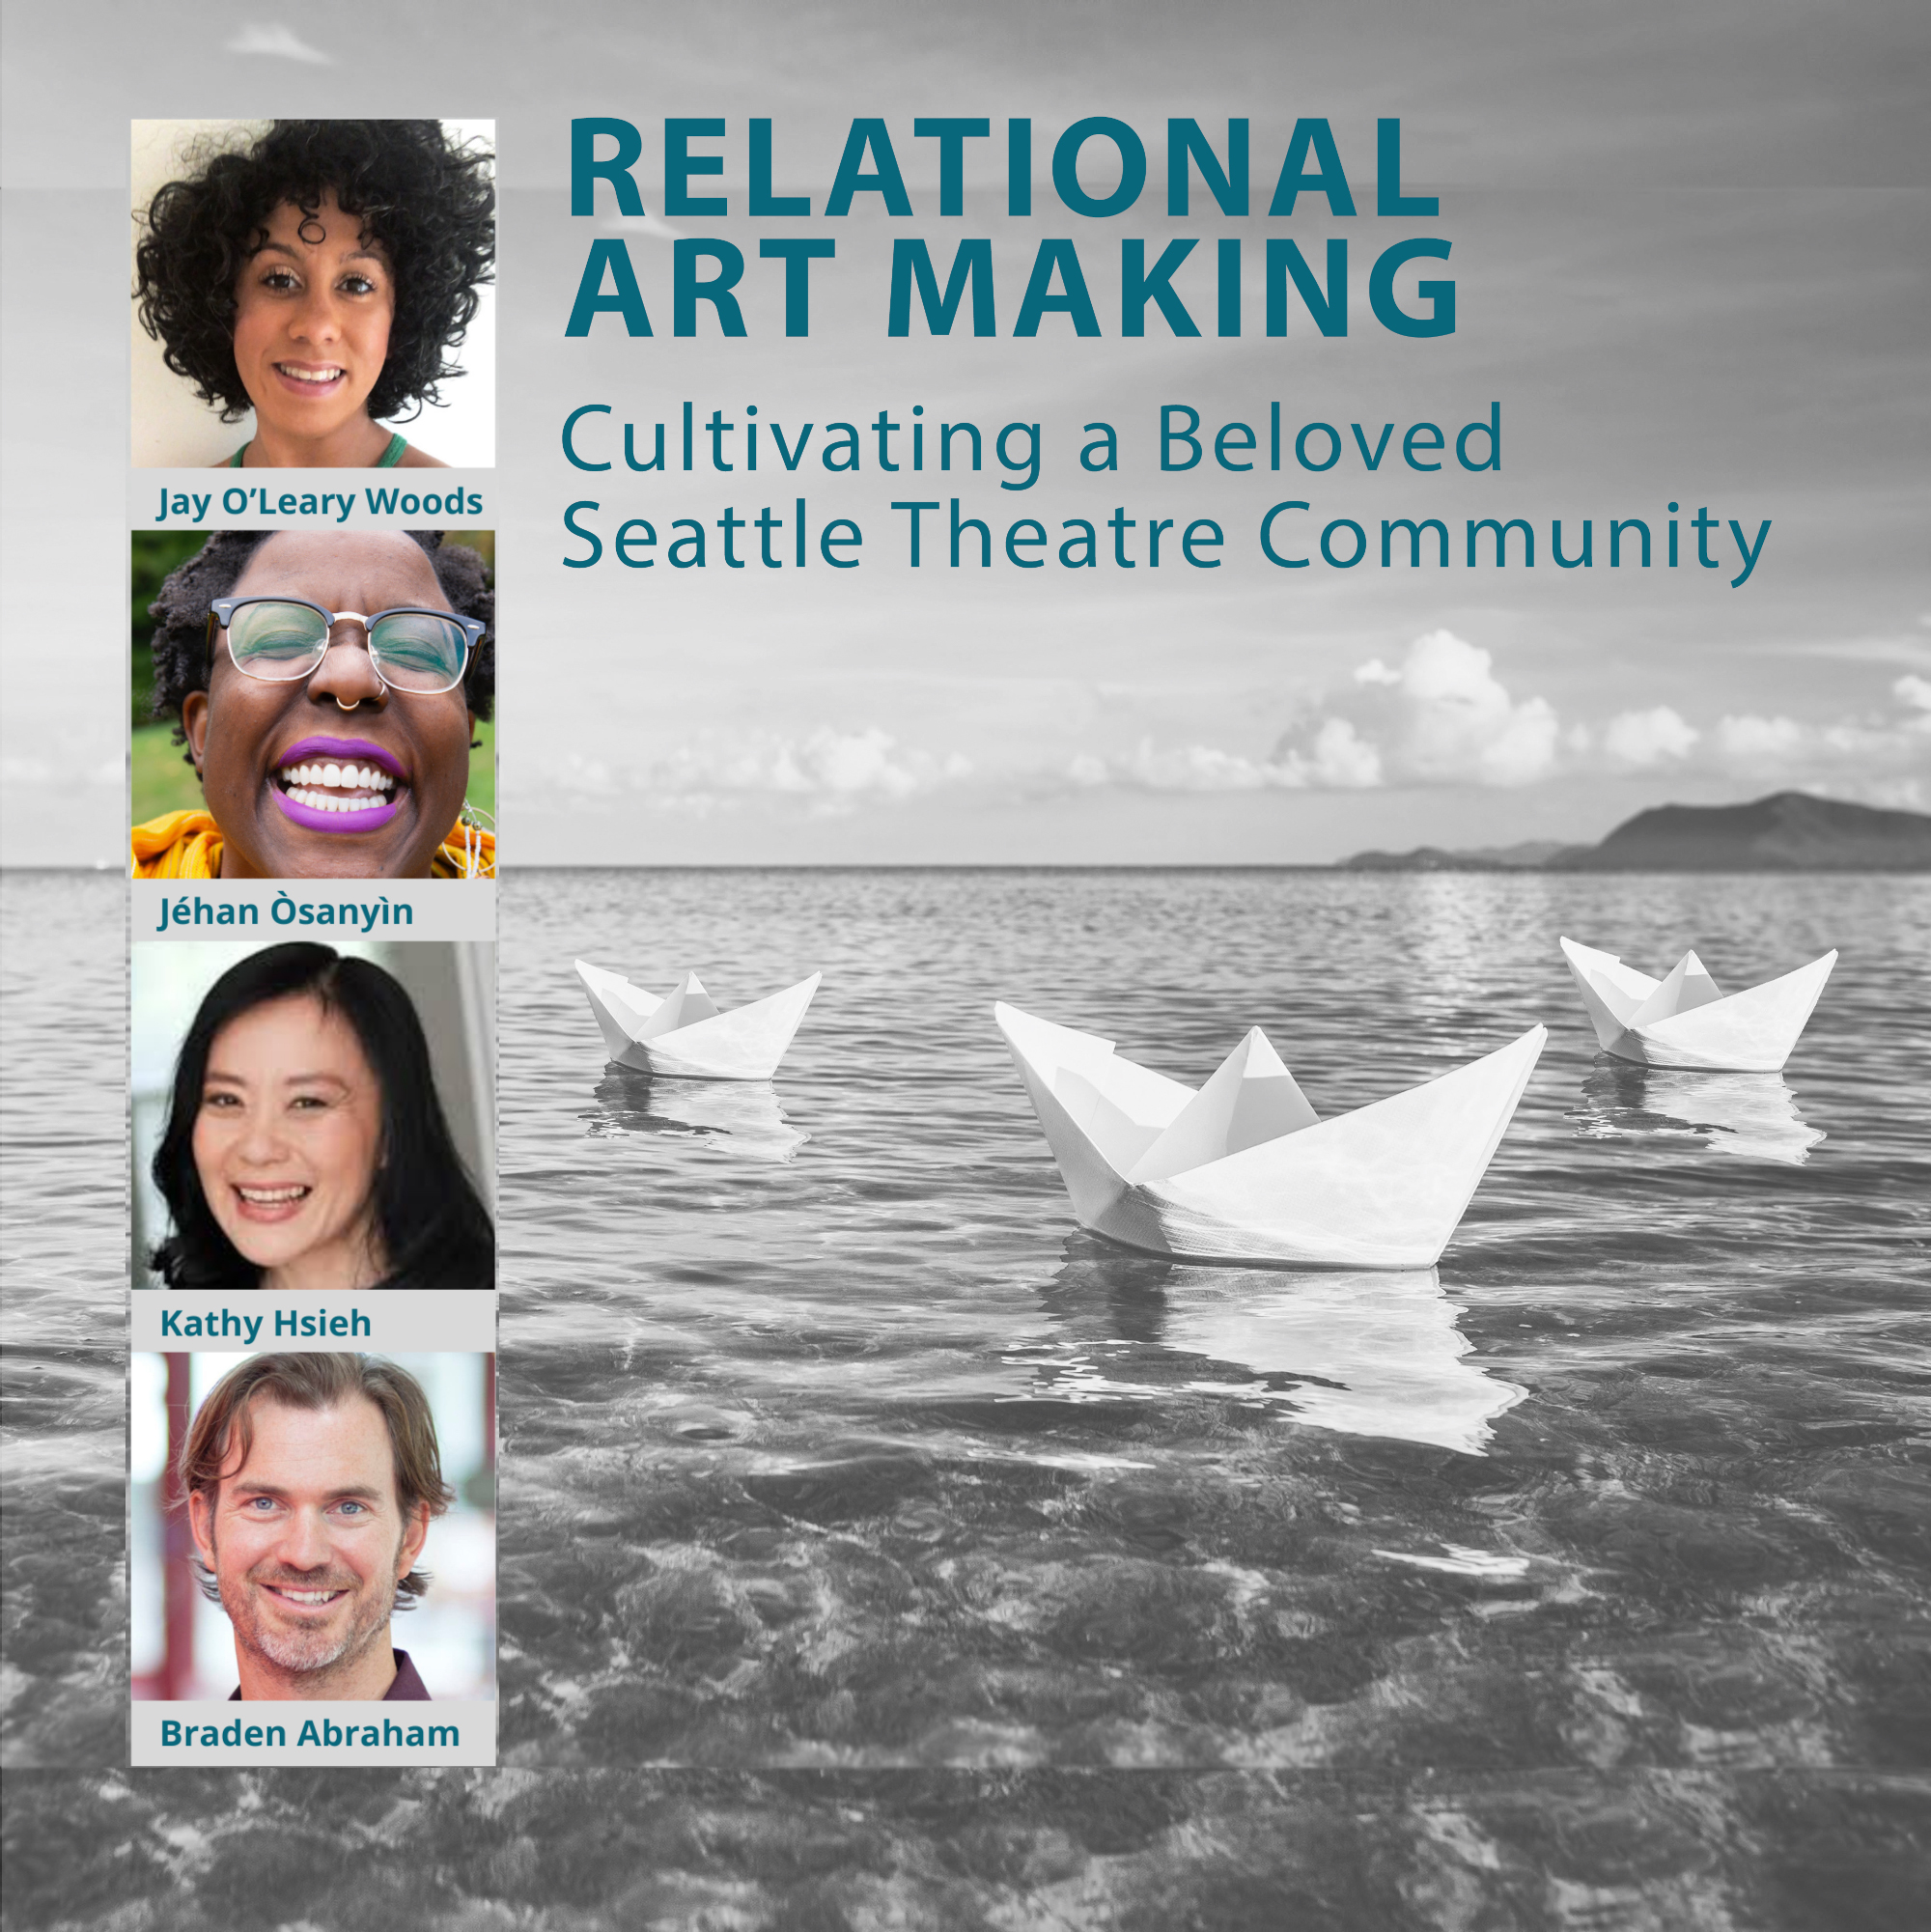 RELATIONAL
ART MAKING
Cultivating a Beloved
Seattle Theatre Community
Jay O’Leary Woods
Jéhan Òsanyìn
Kathy Hsieh
Braden Abraham